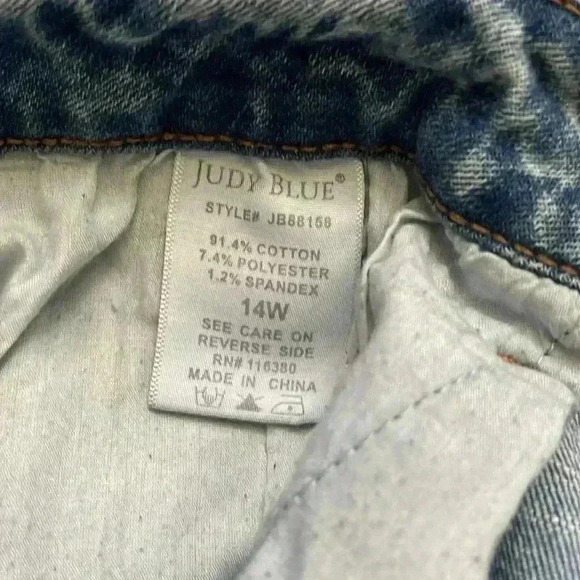 JUDY BLUE®
STYLE# JB88156
91.4% COTTON
7.4% POLYESTER
1.2% SPANDEX
14W
SEE CARE ON
REVERSE SIDE
RN# 116380
MADE IN CHINA